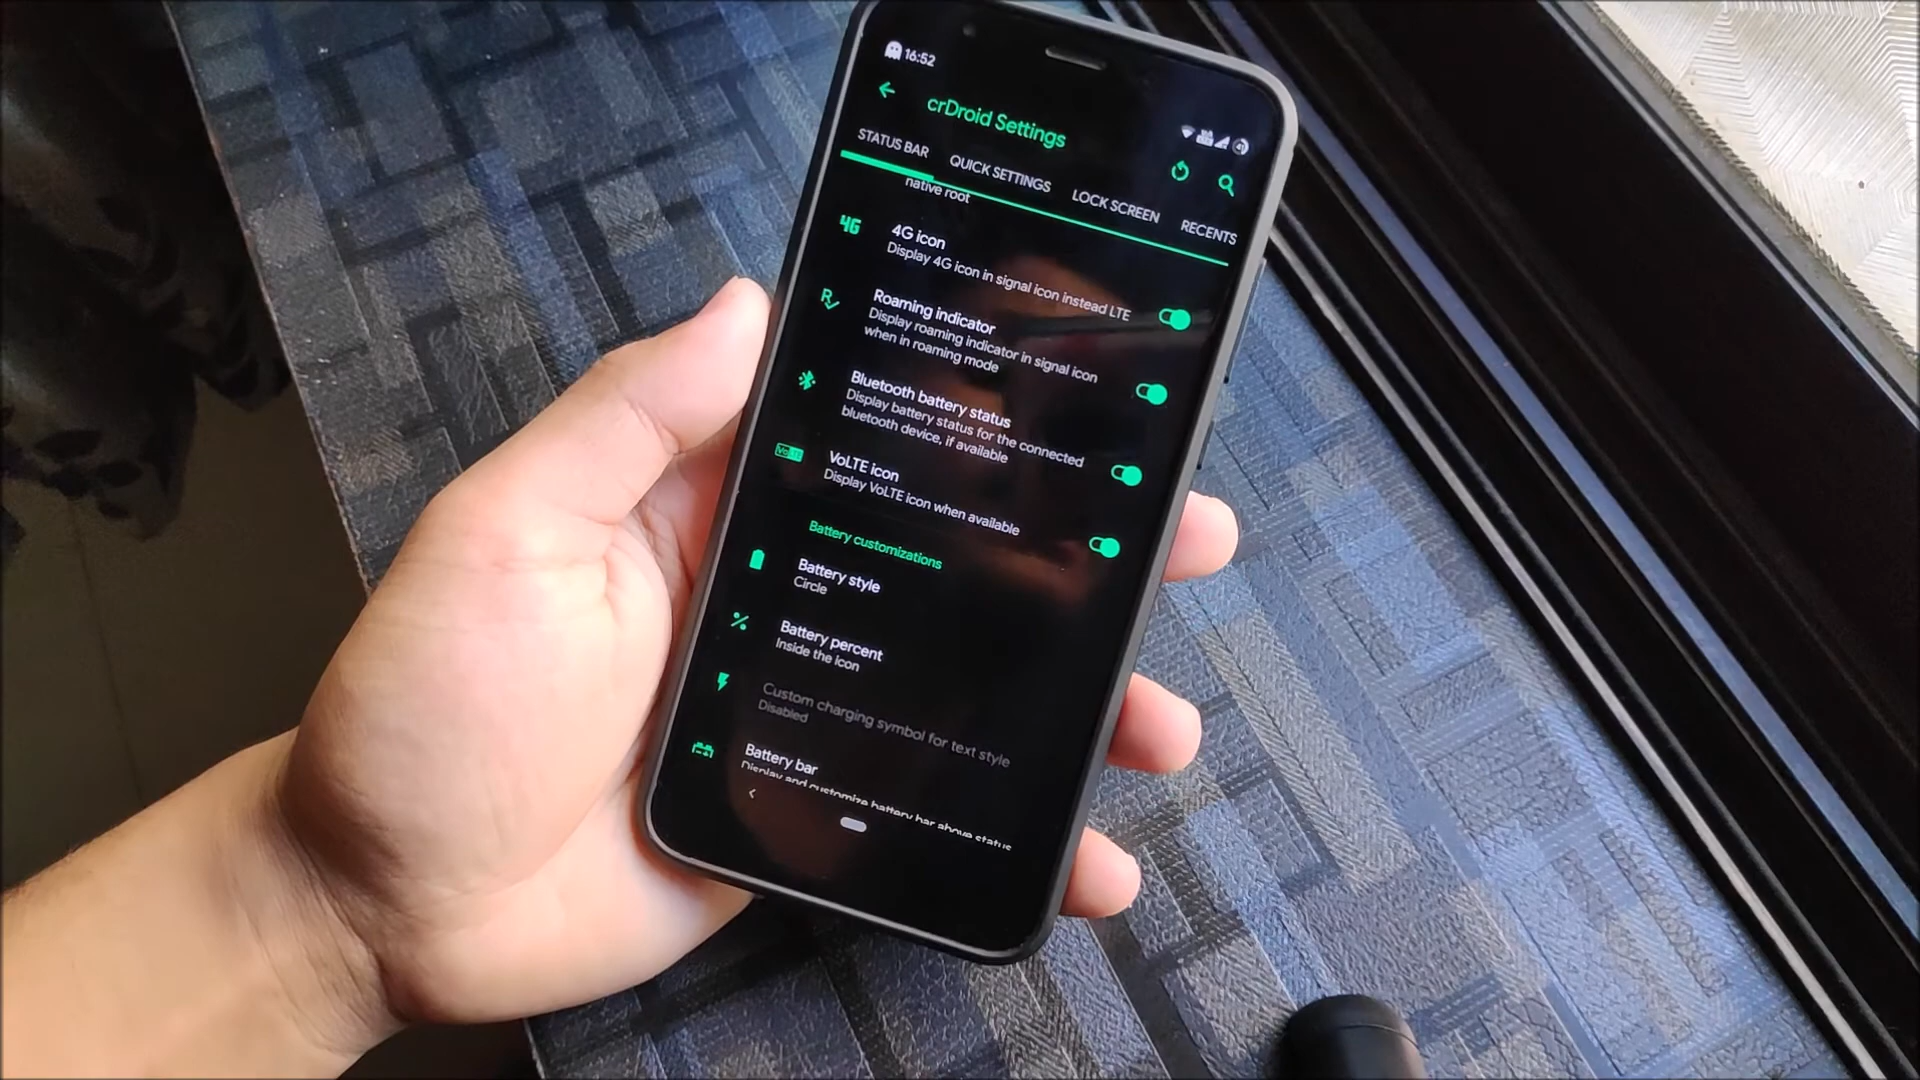 16:52
crDroid Settings
STATUS BAR
QUICK SETTINGS
LOCK SCREEN
RECENTS
native root
4G
4G icon
Display 4G icon in signal icon instead LTE
R
Roaming indicator
Display roaming indicator in signal icon
when in roaming mode
Bluetooth battery status
Display battery status for the connected
bluetooth device, if available
VoLTE
VoLTE icon
Display VoLTE icon when available
Battery customizations
Battery style
Circle
%
Battery percent
Inside the icon
Custom charging symbol for text style
Disabled
Battery bar
Display and customize battery bar above status